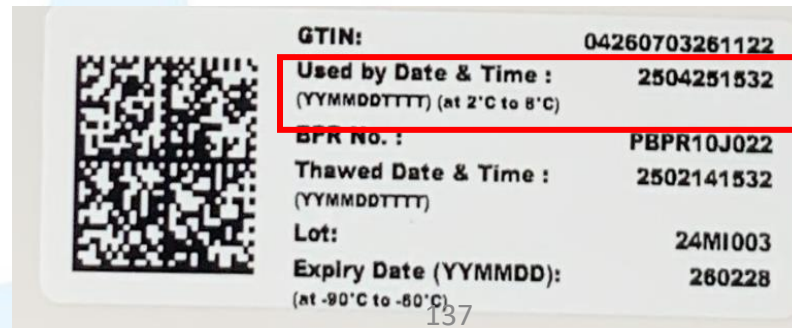 GTIN: 04260703261122
Used by Date & Time : 2504251532
(YYMMDDTTTT) (at 2°C to 8°C)
BPR No. : PBPR10J022
Thawed Date & Time : 2502141532
(YYMMDDTTTT)
Lot: 24MI003
Expiry Date (YYMMDD): 260228
(at -90°C to -60°C)
137